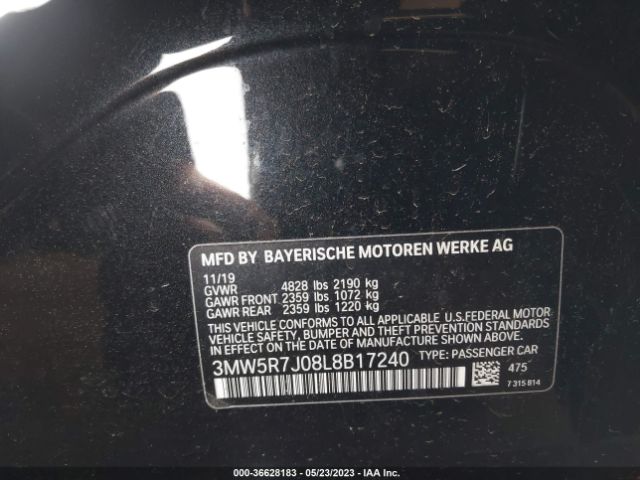 MFD BY BAYERISCHE MOTOREN WERKE AG
11/19
GVWR 4828 lbs 2190 kg
GAWR FRONT 2359 lbs 1072 kg
GAWR REAR 2359 lbs 1220 kg
THIS VEHICLE CONFORMS TO ALL APPLICABLE U.S.FEDERAL MOTOR
VEHICLE SAFETY, BUMPER AND THEFT PREVENTION STANDARDS
IN EFFECT ON THE DATE OF MANUFACTURE SHOWN ABOVE.
3MW5R7J08L8B17240 TYPE: PASSENGER CAR
475
7 315 814
000-36628183 - 05/23/2023 - IAA Inc.